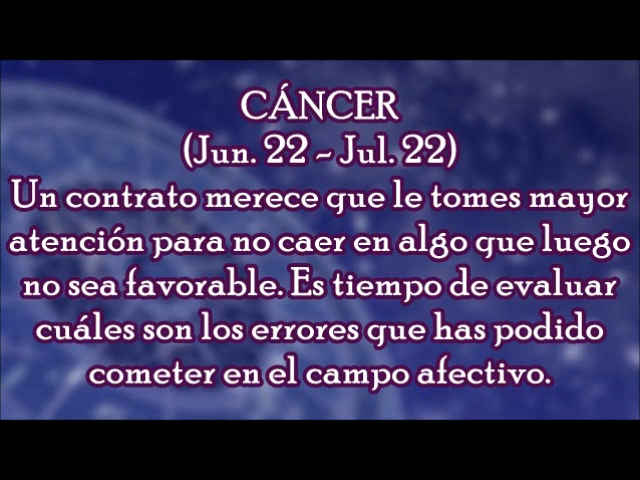 CÁNCER
(Jun. 22 - Jul. 22)
Un contrato merece que le tomes mayor
atención para no caer en algo que luego
no sea favorable. Es tiempo de evaluar
cuáles son los errores que has podido
cometer en el campo afectivo.